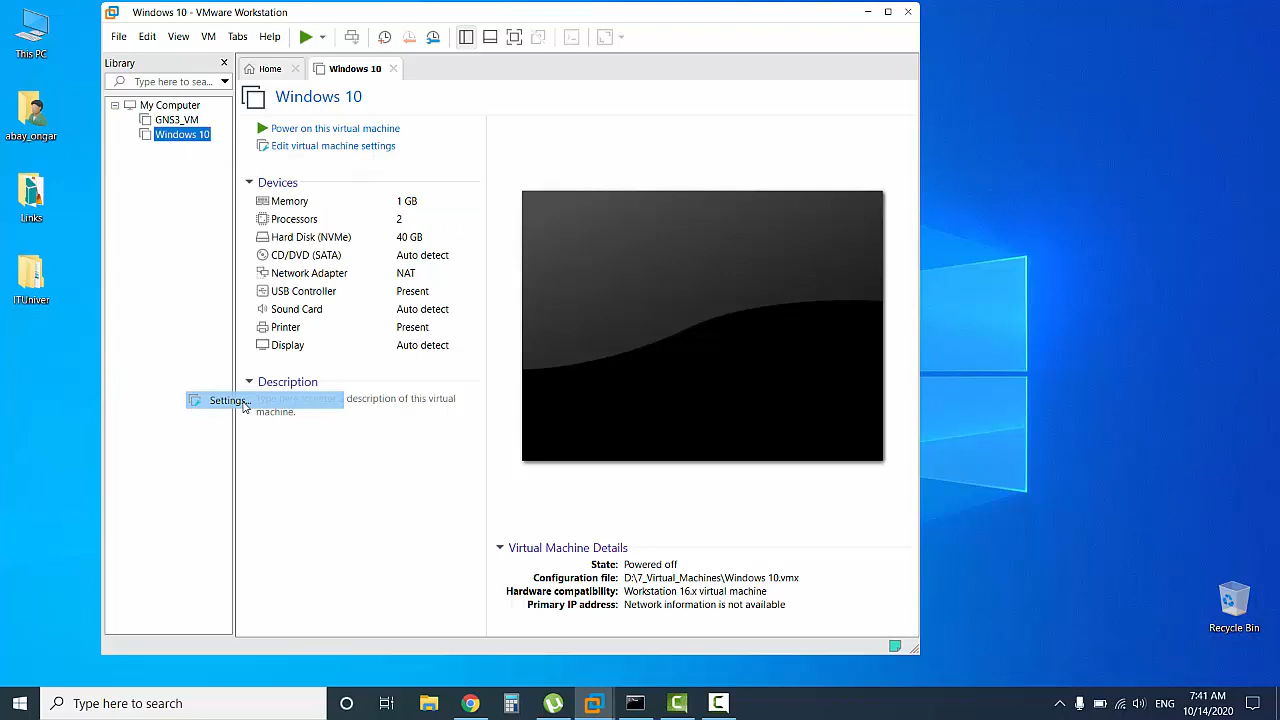 Windows 10 - VMware Workstation
This PC
abay_ongar
Links
ITUniver
File Edit View VM Tabs Help
Library
Type here to sea...
My Computer
GNS3_VM
Windows 10
Home
Windows 10
Windows 10
Power on this virtual machine
Edit virtual machine settings
Devices
Memory 1 GB
Processors 2
Hard Disk (NVMe) 40 GB
CD/DVD (SATA) Auto detect
Network Adapter NAT
USB Controller Present
Sound Card Auto detect
Printer Present
Display Auto detect
Description
Settings...
Type here to enter a description of this virtual
machine.
Virtual Machine Details
State: Powered off
Configuration file: D:\7_Virtual_Machines\Windows 10.vmx
Hardware compatibility: Workstation 16.x virtual machine
Primary IP address: Network information is not available
Recycle Bin
Type here to search
ENG
7:41 AM
10/14/2020